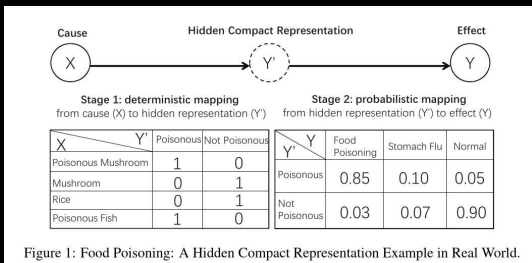 Cause
Hidden Compact Representation
Effect
X
Y'
Y
Stage 1: deterministic mapping
from cause (X) to hidden representation (Y')
Stage 2: probabilistic mapping
from hidden representation (Y') to effect (Y)
X Y' Poisonous Not Poisonous
Poisonous Mushroom 1 0
Mushroom 0 1
Rice 0 1
Poisonous Fish 1 0
Y' Y Food Poisoning Stomach Flu Normal
Poisonous 0.85 0.10 0.05
Not Poisonous 0.03 0.07 0.90
Figure 1: Food Poisoning: A Hidden Compact Representation Example in Real World.